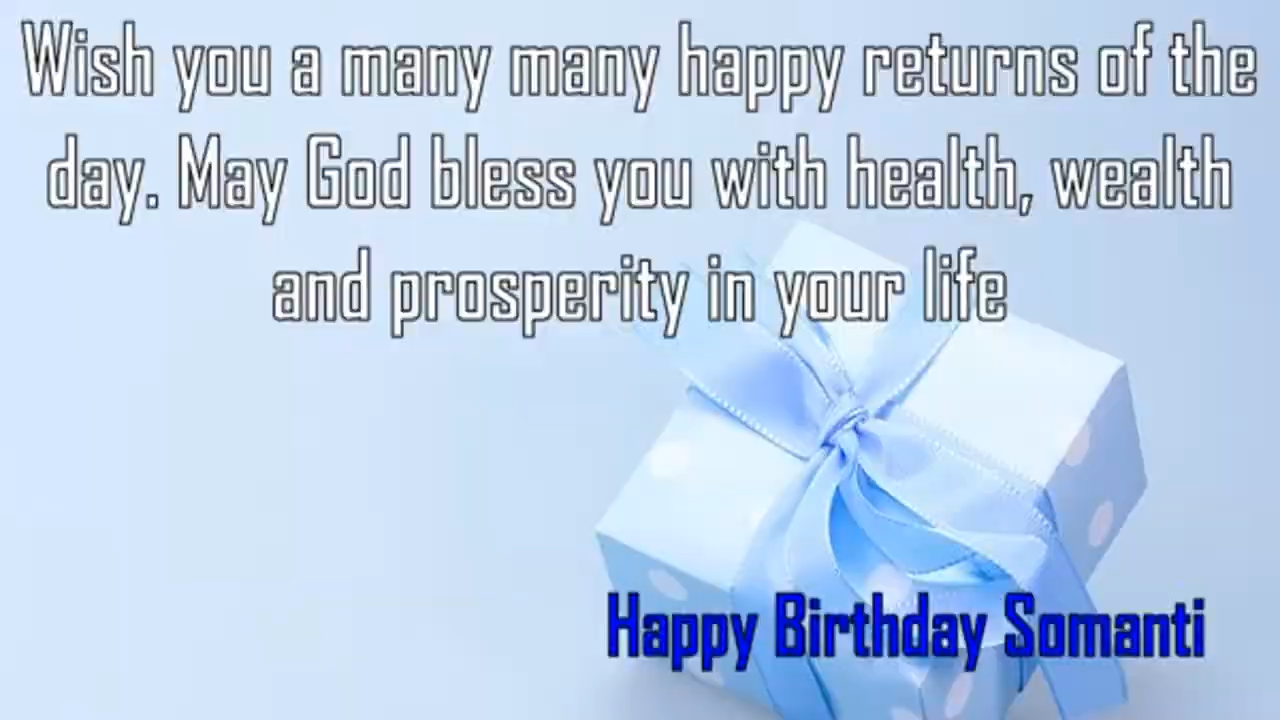 Wish you a many many happy returns of the
day. May God bless you with health, wealth
and prosperity in your life
Happy Birthday Somanti